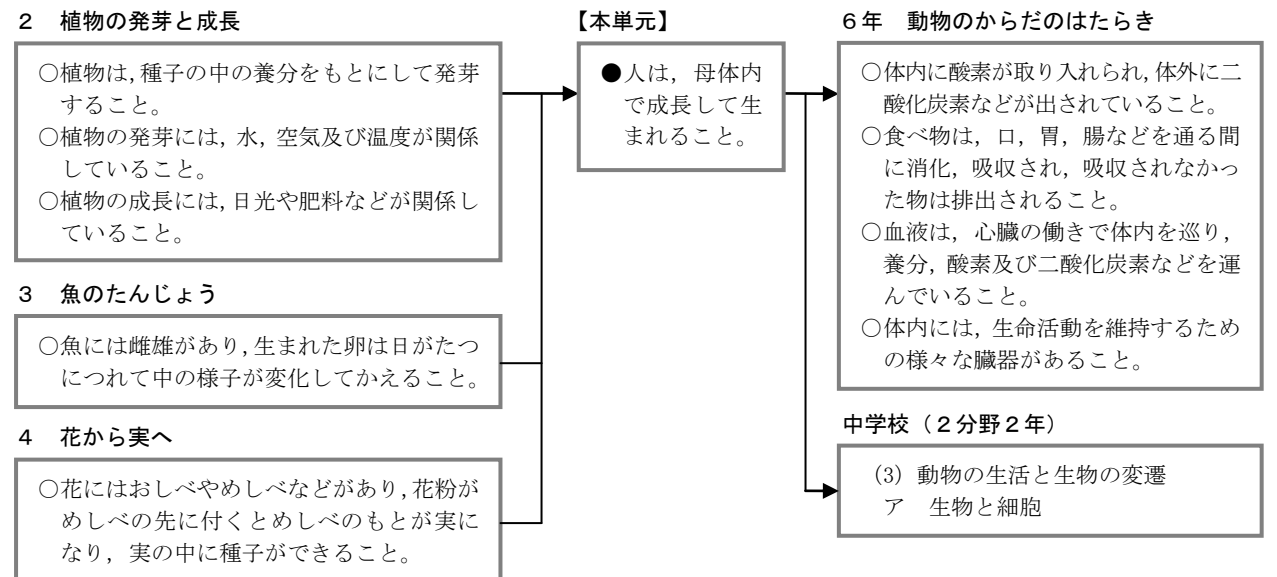 ２　植物の発芽と成長
○植物は，種子の中の養分をもとにして発芽
すること。
○植物の発芽には，水，空気及び温度が関係
していること。
○植物の成長には，日光や肥料などが関係し
ていること。
３　魚のたんじょう
○魚には雌雄があり，生まれた卵は日がたつ
につれて中の様子が変化してかえること。
４　花から実へ
○花にはおしべやめしべなどがあり，花粉が
めしべの先に付くとめしべのもとが実に
なり，実の中に種子ができること。
【本単元】
●人は，母体内
で成長して生
まれること。
６年　動物のからだのはたらき
○体内に酸素が取り入れられ，体外に二
酸化炭素などが出されていること。
○食べ物は，口，胃，腸などを通る間
に消化，吸収され，吸収されなかっ
た物は排出されること。
○血液は，心臓の働きで体内を巡り，
養分，酸素及び二酸化炭素などを運
んでいること。
○体内には，生命活動を維持するため
の様々な臓器があること。
中学校（２分野２年）
(3) 動物の生活と生物の変遷
ア　生物と細胞